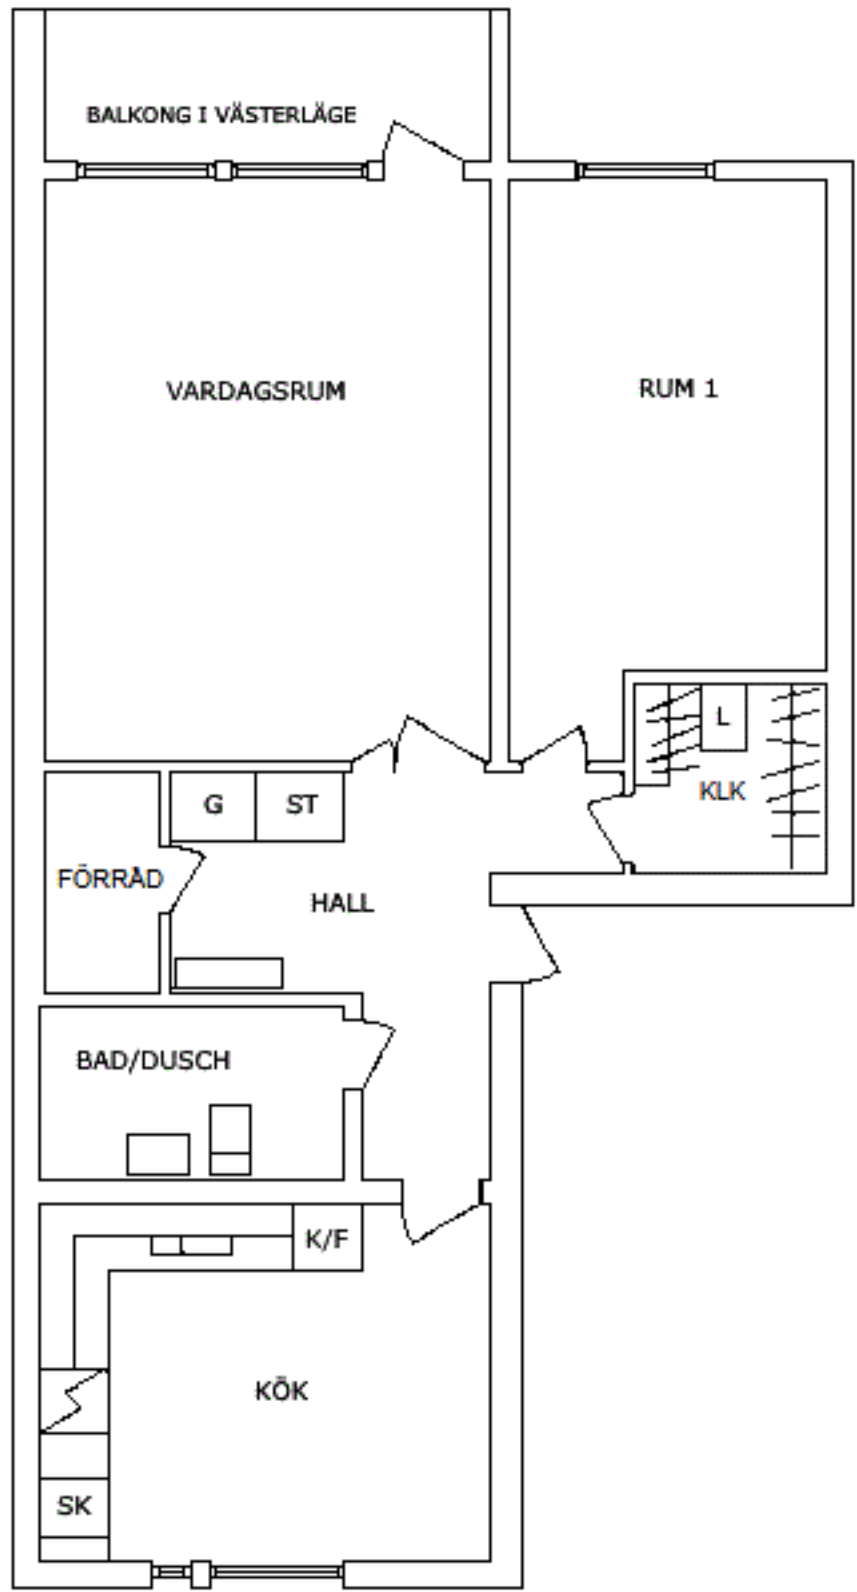 BALKONG I VÄSTERLÄGE
VARDAGSRUM
RUM 1
L
KLK
G
ST
FÖRRÅD
HALL
BAD/DUSCH
K/F
KÖK
SK